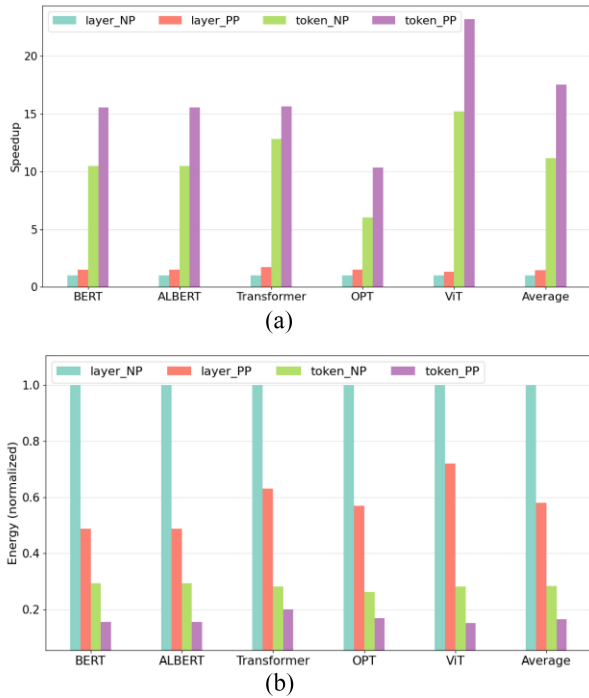 layer_NP layer_PP token_NP token_PP
20
15
10
5
0
Speedup
BERT ALBERT Transformer OPT ViT Average
(a)
layer_NP layer_PP token_NP token_PP
1.0
0.8
0.6
0.4
0.2
Energy (normalized)
BERT ALBERT Transformer OPT ViT Average
(b)